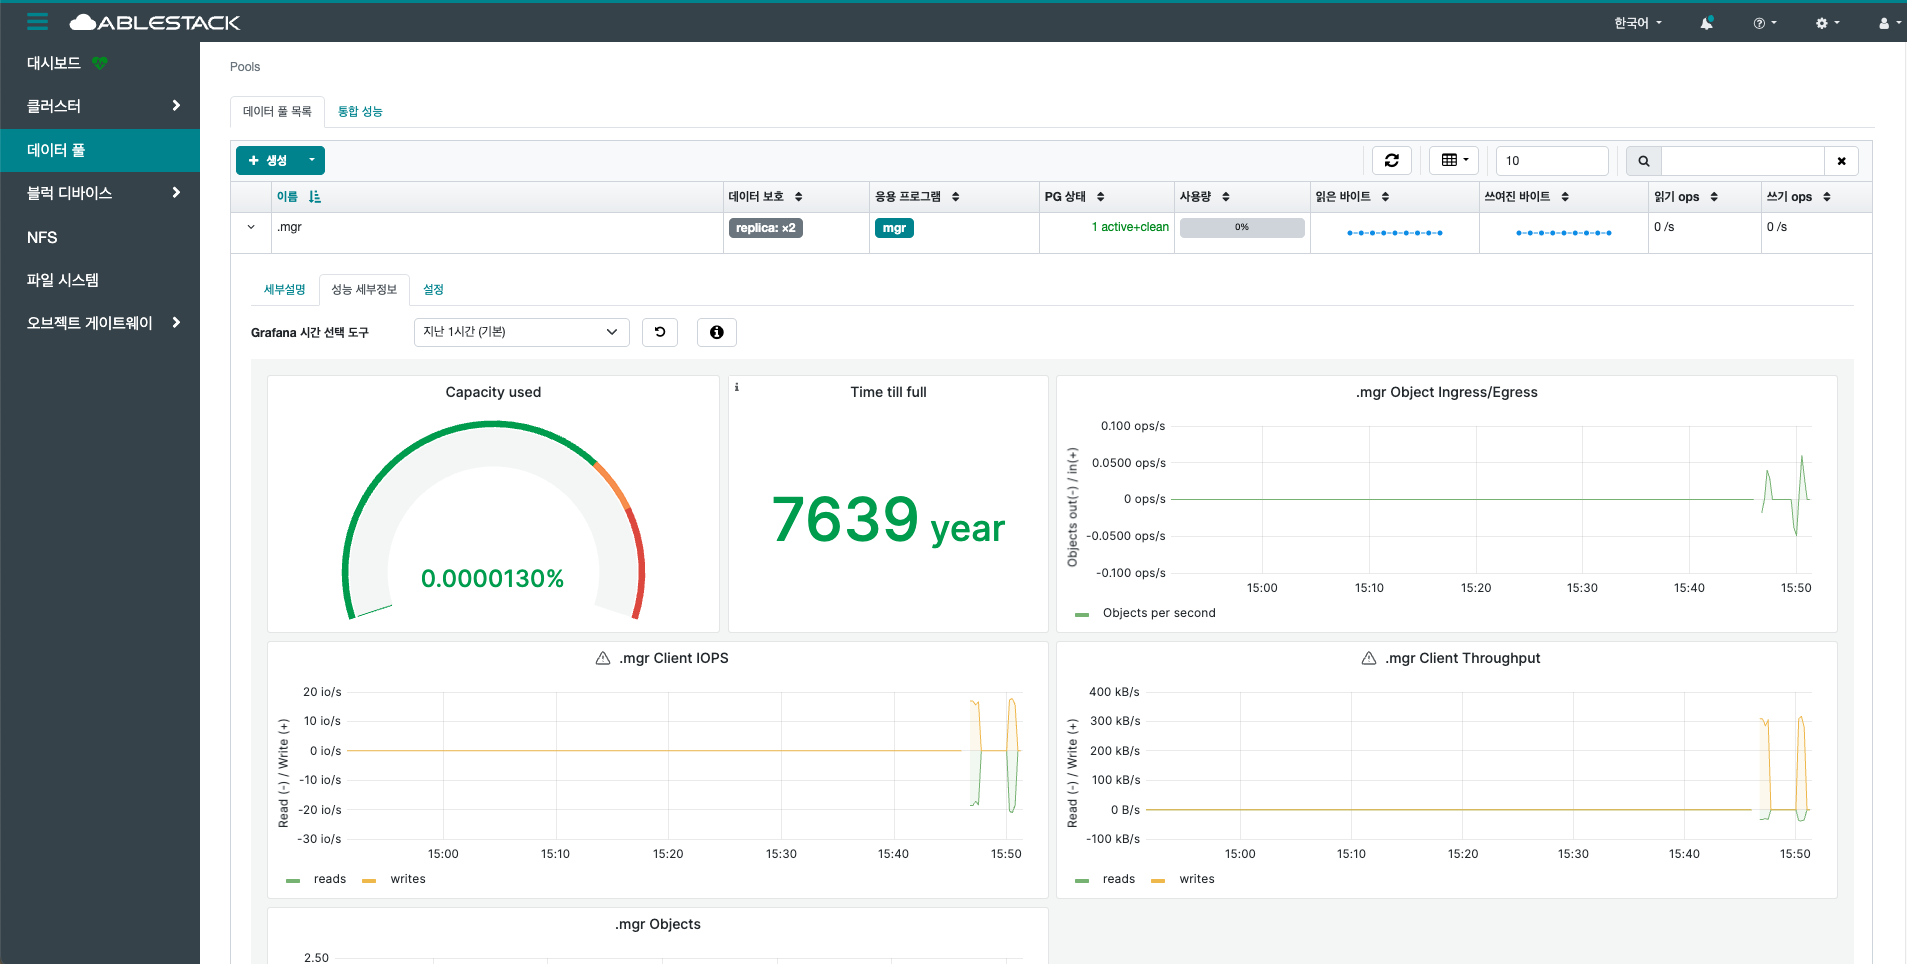 ABLESTACK
한국어
대시보드
클러스터
데이터 풀
블럭 디바이스
NFS
파일 시스템
오브젝트 게이트웨이
Pools
데이터 풀 목록 통합 성능
+ 생성
10
이름 데이터 보호 응용 프로그램 PG 상태 사용량 읽은 바이트 쓰여진 바이트 읽기 ops 쓰기 ops
.mgr replica: ×2 mgr 1 active+clean 0% 0 /s 0 /s
세부설명 성능 세부정보 설정
Grafana 시간 선택 도구 지난 1시간 (기본)
Capacity used
0.0000130%
Time till full
7639 year
.mgr Object Ingress/Egress
Objects out(-) / in(+)
0.100 ops/s
0.0500 ops/s
0 ops/s
-0.0500 ops/s
-0.100 ops/s
15:00 15:10 15:20 15:30 15:40 15:50
Objects per second
.mgr Client IOPS
Read (-) / Write (+)
20 io/s
10 io/s
0 io/s
-10 io/s
-20 io/s
-30 io/s
15:00 15:10 15:20 15:30 15:40 15:50
reads writes
.mgr Client Throughput
Read (-) / Write (+)
400 kB/s
300 kB/s
200 kB/s
100 kB/s
0 B/s
-100 kB/s
15:00 15:10 15:20 15:30 15:40 15:50
reads writes
.mgr Objects
2.50